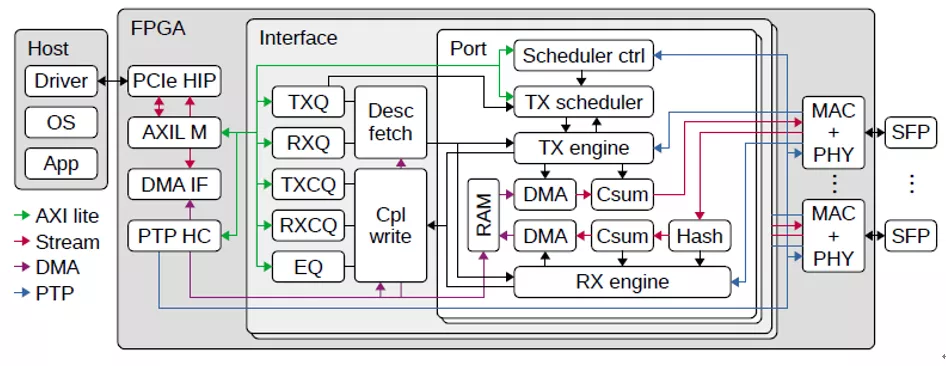 FPGA
Host
Driver
OS
App
AXI lite
Stream
DMA
PTP
PCIe HIP
AXIL M
DMA IF
PTP HC
Interface
TXQ
RXQ
TXCQ
RXCQ
EQ
Desc
fetch
Cpl
write
Port
Scheduler ctrl
TX scheduler
TX engine
RAM
DMA
Csum
DMA
Csum
Hash
RX engine
MAC
+
PHY
SFP
MAC
+
PHY
SFP